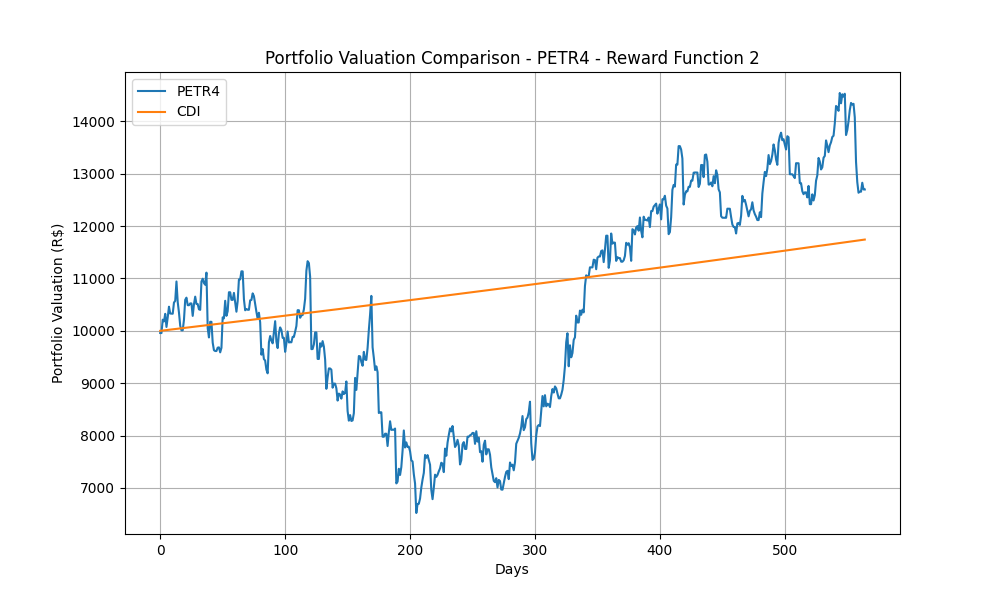 Portfolio Valuation Comparison - PETR4 - Reward Function 2
PETR4
CDI
Portfolio Valuation (R$)
14000
13000
12000
11000
10000
9000
8000
7000
0 100 200 300 400 500
Days